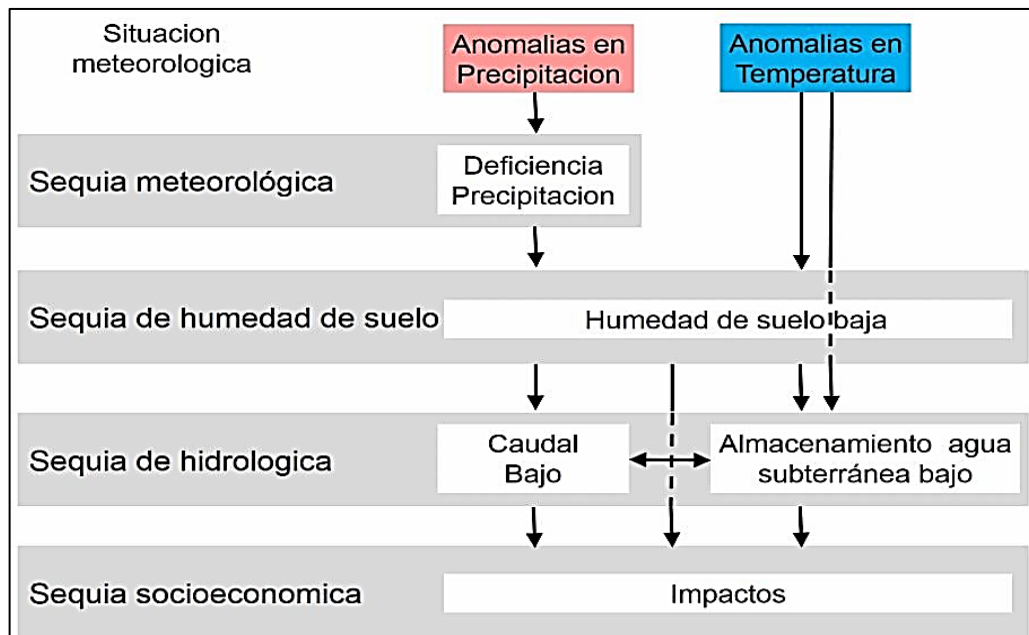 Situacion
meteorologica
Anomalias en
Precipitacion
Anomalias en
Temperatura
Sequia meteorológica
Deficiencia
Precipitacion
Sequia de humedad de suelo
Humedad de suelo baja
Sequia de hidrologica
Caudal
Bajo
Almacenamiento agua
subterránea bajo
Sequia socioeconomica
Impactos